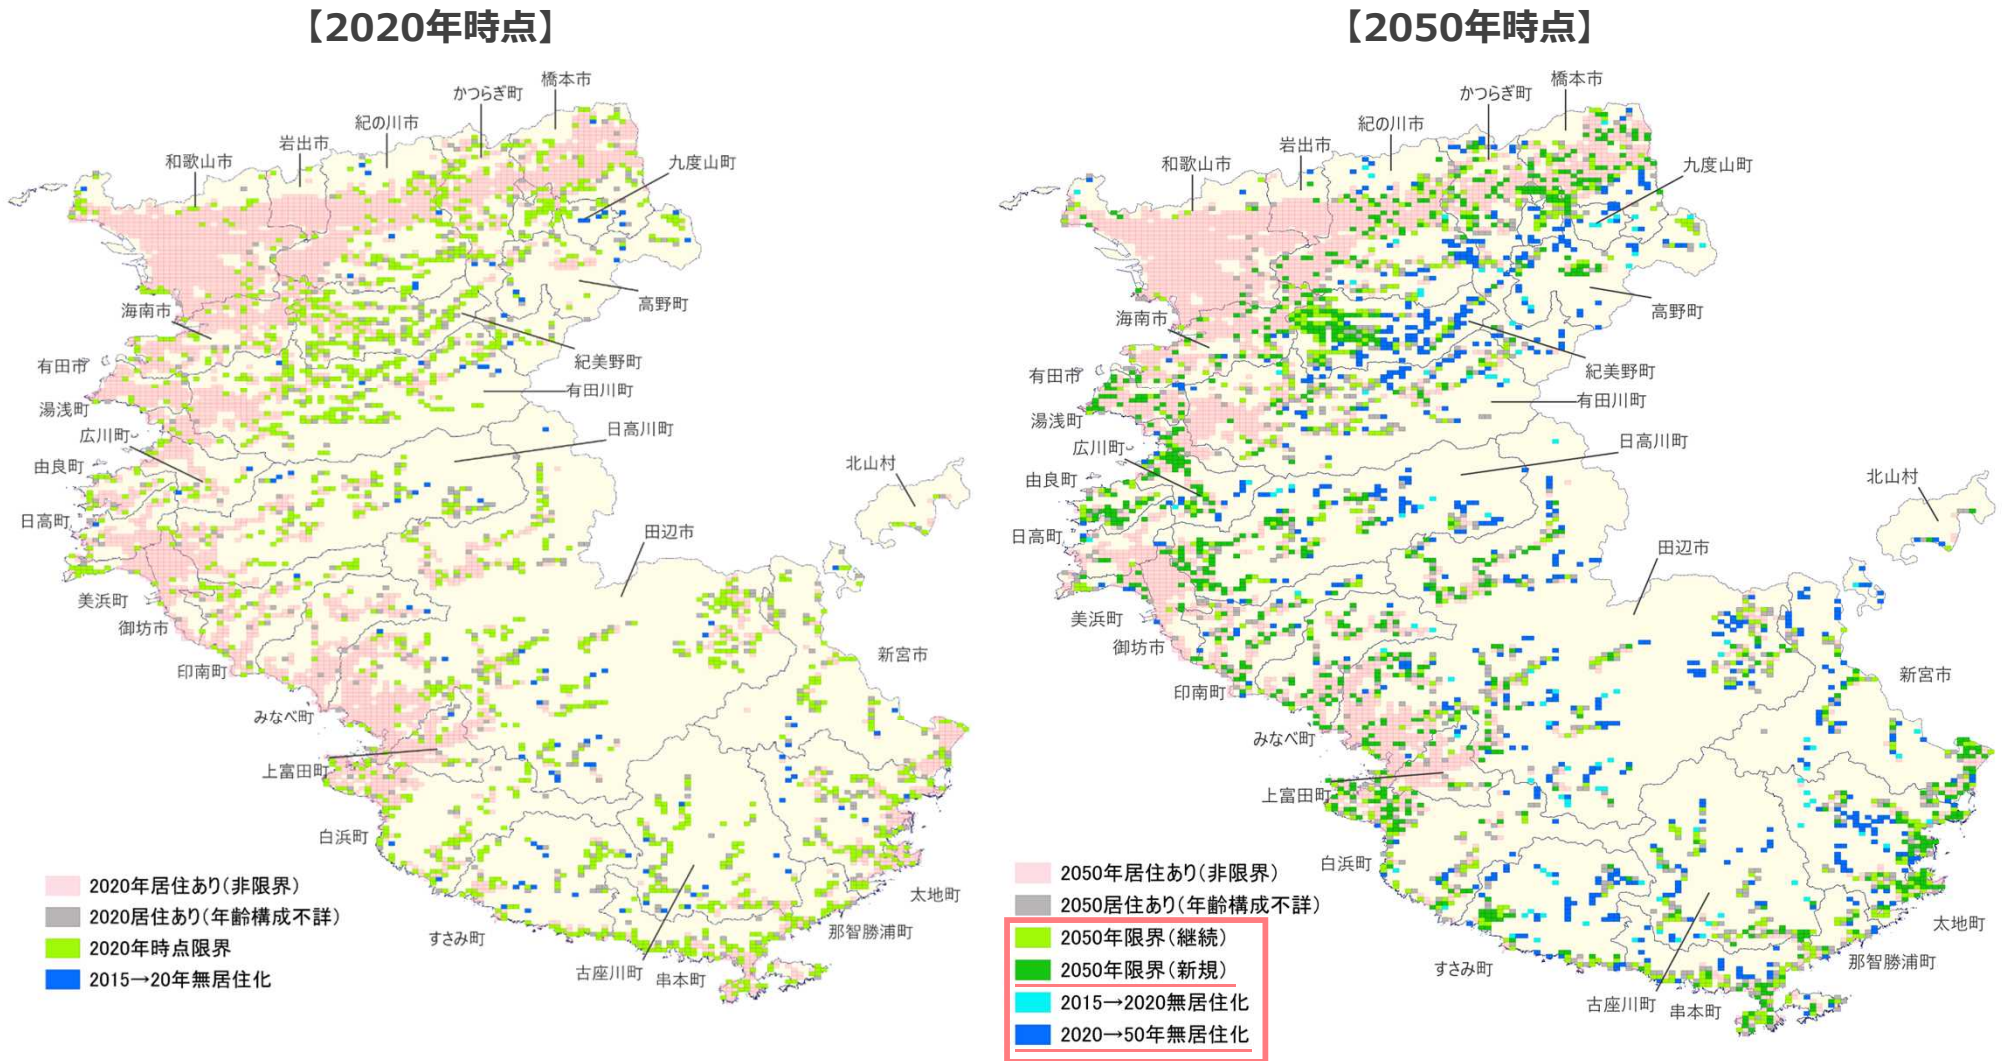 【2020年時点】
橋本市
かつらぎ町
紀の川市
岩出市
和歌山市
九度山町
海南市
高野町
有田市
紀美野町
湯浅町
有田川町
広川町
日高川町
由良町
北山村
日高町
田辺市
美浜町
御坊市
新宮市
印南町
みなべ町
上富田町
白浜町
太地町
すさみ町
那智勝浦町
古座川町
串本町
2020年居住あり(非限界)
2020居住あり(年齢構成不詳)
2020年時点限界
2015→20年無居住化
【2050年時点】
橋本市
かつらぎ町
紀の川市
岩出市
和歌山市
九度山町
海南市
高野町
有田市
紀美野町
湯浅町
有田川町
広川町
日高川町
由良町
北山村
日高町
田辺市
美浜町
御坊市
新宮市
印南町
みなべ町
上富田町
白浜町
太地町
すさみ町
那智勝浦町
古座川町
串本町
2050年居住あり(非限界)
2050居住あり(年齢構成不詳)
2050年限界(継続)
2050年限界(新規)
2015→2020無居住化
2020→50年無居住化